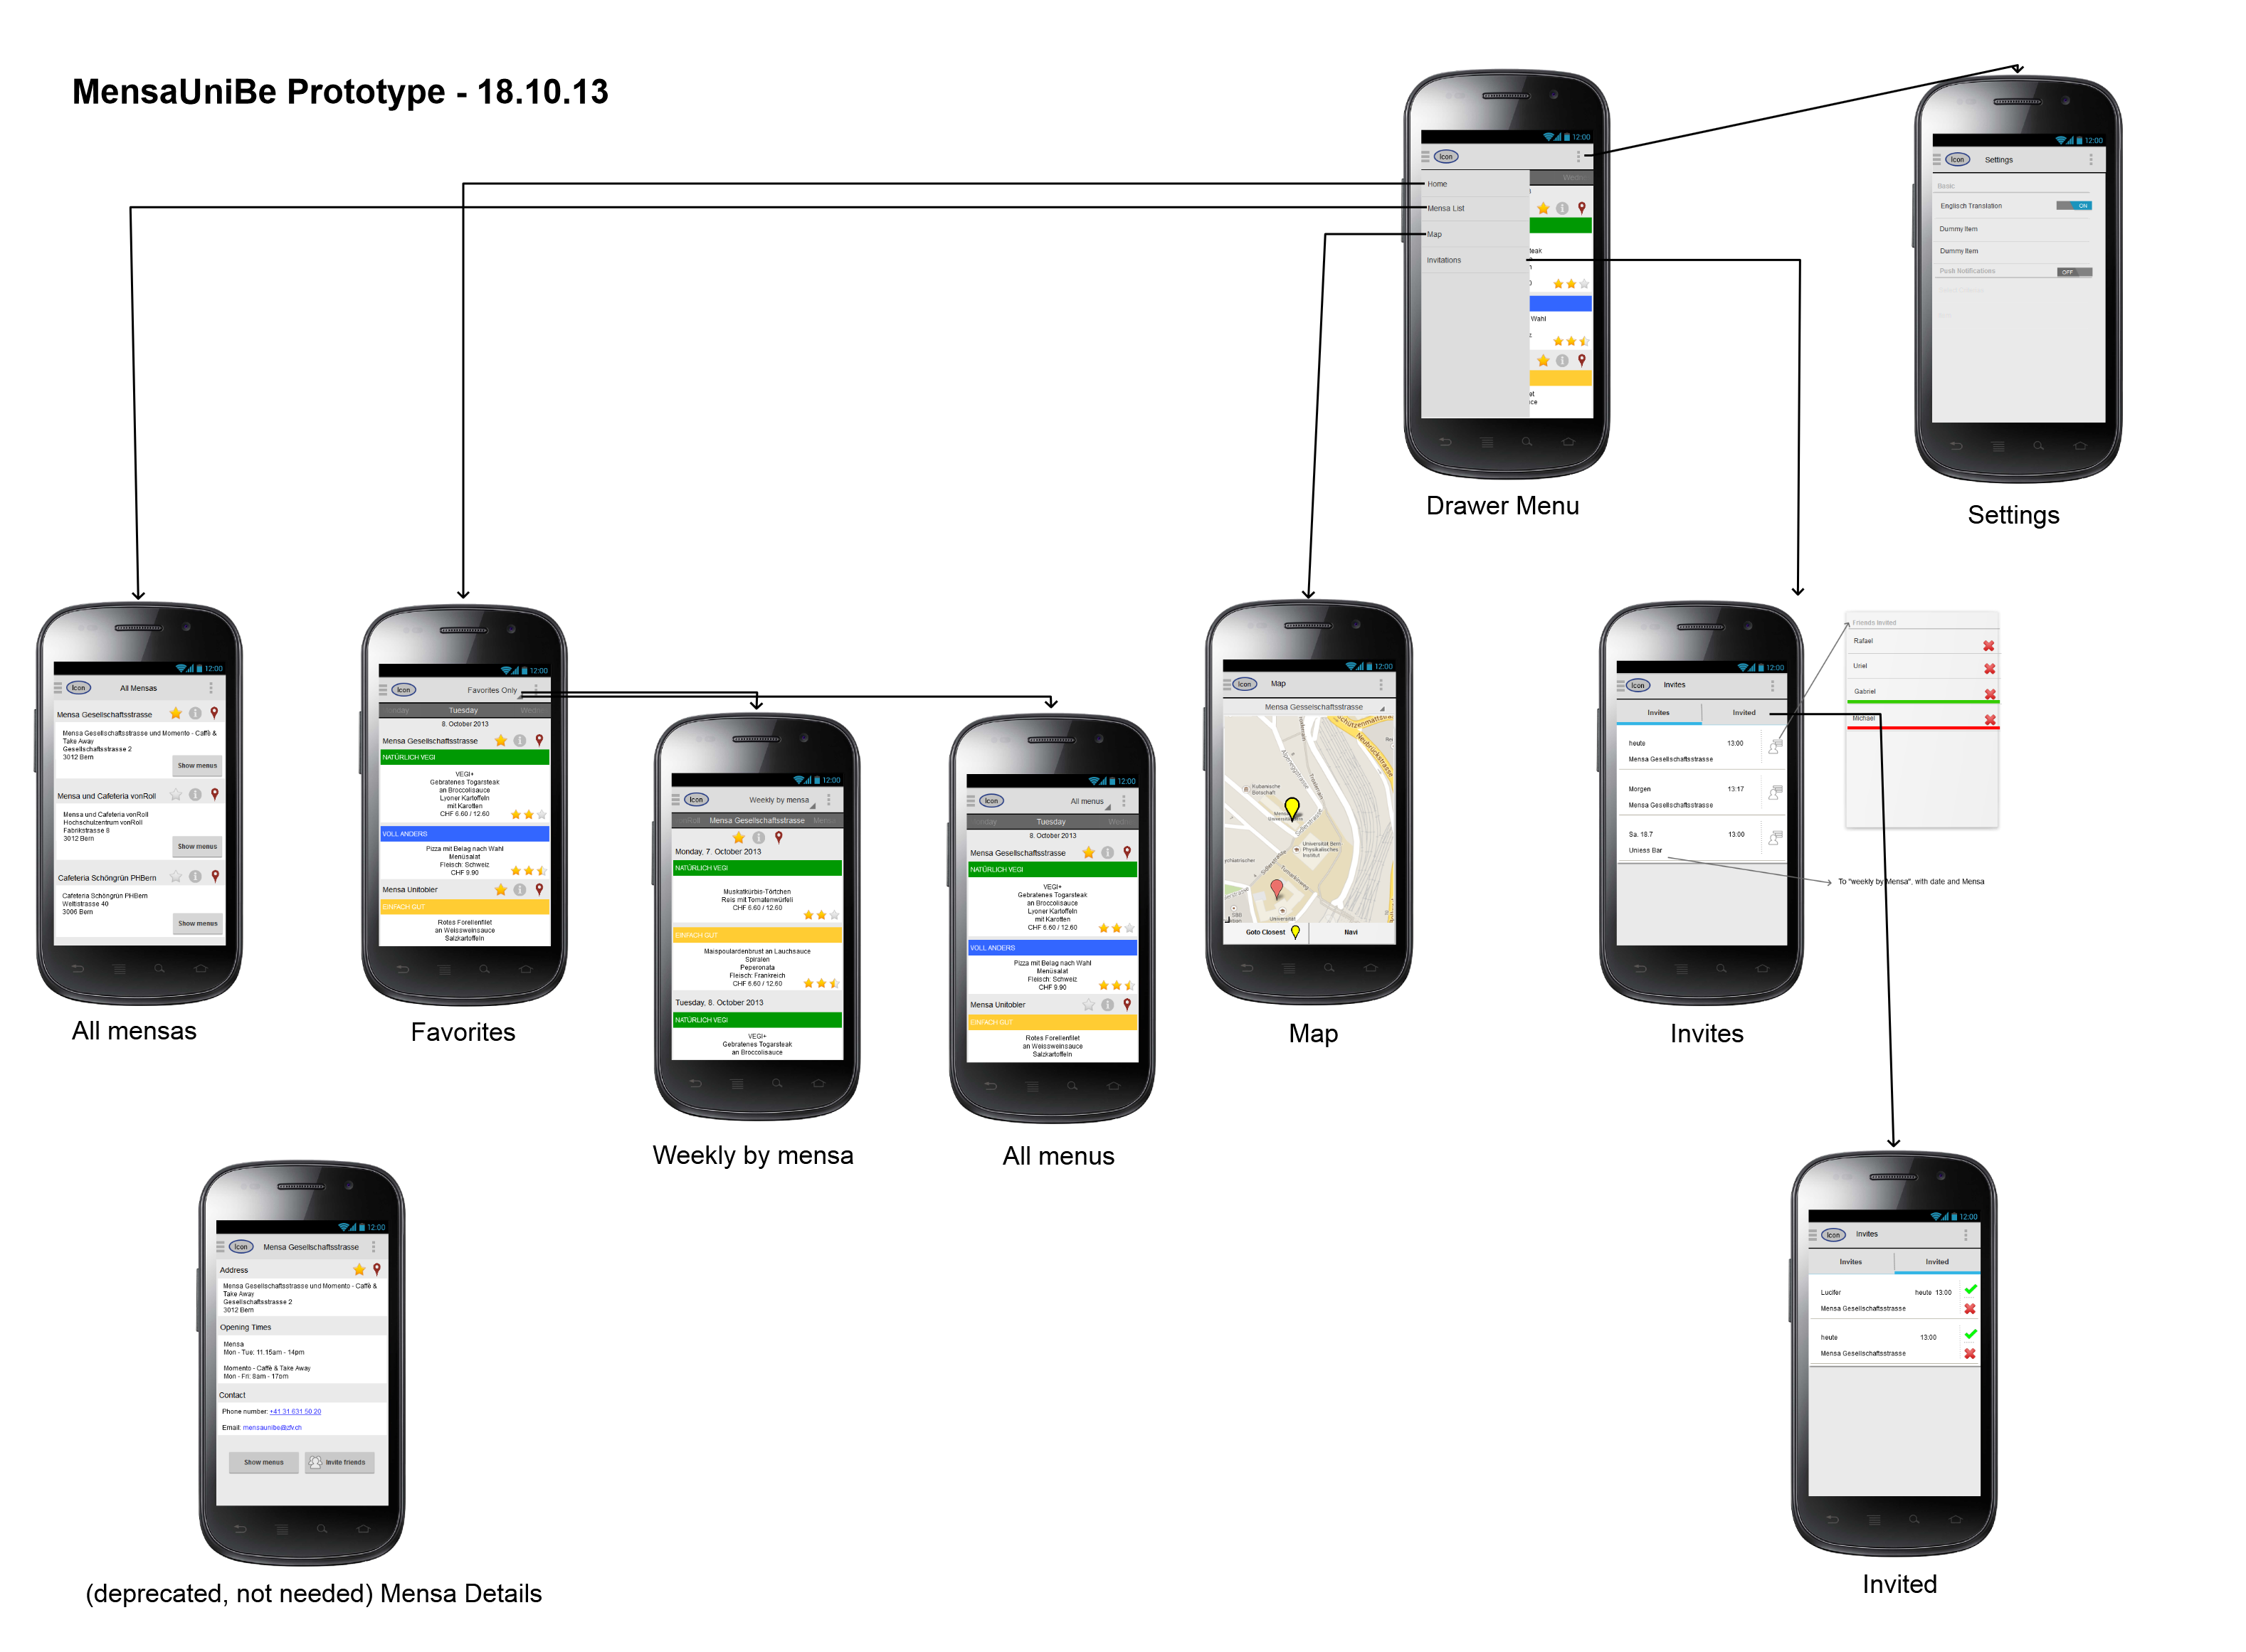 MensaUniBe Prototype - 18.10.13
12:00
Icon
Wedn
Home
Mensa List
Map
Invitations
teak
Wahl
Drawer Menu
12:00
Icon
Settings
Basic
Englisch Translation
ON
Dummy Item
Dummy Item
Push Notifications
OFF
Settings
12:00
Icon
All Mensas
Mensa Gesellschaftsstrasse
Mensa Gesellschaftsstrasse und Momento - Caffè &
Take Away
Gesellschaftsstrasse 2
3012 Bern
Show menus
Mensa und Cafeteria vonRoll
Mensa und Cafeteria vonRoll
Hochschulzentrum vonRoll
Fabrikstrasse 6
3012 Bern
Show menus
Cafeteria Schöngrün PHBern
Cafeteria Schöngrün PHBern
Weltistrasse 40
3006 Bern
Show menus
All mensas
12:00
Icon
Favorites Only
Tuesday
8. October 2013
Mensa Gesellschaftsstrasse
NATÜRLICH VEGI
VEGI+
Gebratenes Togarsteak
an Broccolisauce
Lyoner Kartoffeln
mit Karotten
CHF 6.60 / 12.60
VOLL ANDERS
Pizza mit Belag nach Wahl
Menüsalat
Fleisch: Schweiz
CHF 9.90
Mensa Unitobler
EINFACH GUT
Rotes Forellenfilet
an Weissweinsauce
Salzkartoffeln
Favorites
12:00
Icon
Weekly by mensa
vonRoll Mensa Gesellschaftsstrasse Mensa
Monday, 7. October 2013
NATÜRLICH VEGI
Muskatkürbis-Törtchen
Reis mit Tomatenwürfeli
CHF 6.60 / 12.60
EINFACH GUT
Maispoulardenbrust an Lauchsauce
Spiralen
Peperonata
Fleisch: Frankreich
CHF 6.60 / 12.60
Tuesday, 8. October 2013
NATÜRLICH VEGI
VEGI+
Gebratenes Togarsteak
an Broccolisauce
Weekly by mensa
12:00
Icon
All menus
Tuesday
8. October 2013
Mensa Gesellschaftsstrasse
NATÜRLICH VEGI
VEGI+
Gebratenes Togarsteak
an Broccolisauce
Lyoner Kartoffeln
mit Karotten
CHF 6.60 / 12.60
VOLL ANDERS
Pizza mit Belag nach Wahl
Menüsalat
Fleisch: Schweiz
CHF 9.90
Mensa Unitobler
EINFACH GUT
Rotes Forellenfilet
an Weissweinsauce
Salzkartoffeln
All menus
12:00
Icon
Map
Mensa Gesselschaftsstrasse
Neubrückstrasse
Kubanische
Botschaft
Universität Bern
Physikalisches
Institut
Sidlerstrasse
Universität
Goto Closest
Navi
Map
12:00
Icon
Invites
Invites
Invited
heute
13:00
Mensa Gesellschaftsstrasse
Morgen
13:17
Mensa Gesellschaftsstrasse
Sa. 18.7
13:00
Uniess Bar
To "weekly by Mensa", with date and Mensa
Invites
Friends Invited
Rafael
Uriel
Gabriel
Michael
12:00
Icon
Mensa Gesellschaftsstrasse
Address
Mensa Gesellschaftsstrasse und Momento - Caffè &
Take Away
Gesellschaftsstrasse 2
3012 Bern
Opening Times
Mensa
Mon - Tue: 11.15am - 14pm
Momento - Caffè & Take Away
Mon - Fri: 8am - 17pm
Contact
Phone number: +41 31 631 50 20
Email: mensaunibe@zfv.ch
Show menus
Invite friends
(deprecated, not needed) Mensa Details
12:00
Icon
Invites
Invites
Invited
Lucifer
heute 13:00
Mensa Gesellschaftsstrasse
heute
13:00
Mensa Gesellschaftsstrasse
Invited